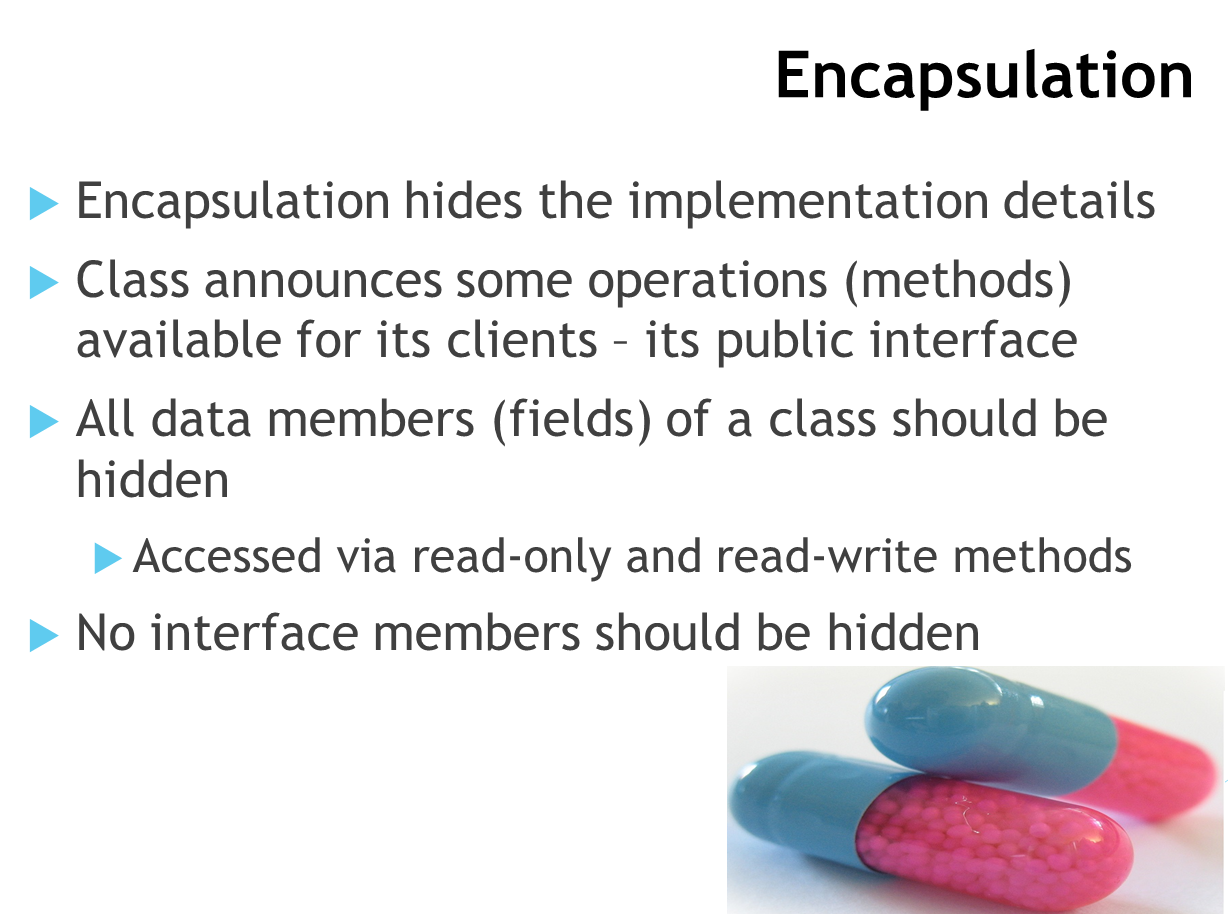 Encapsulation
Encapsulation hides the implementation details
Class announces some operations (methods)
available for its clients – its public interface
All data members (fields) of a class should be
hidden
Accessed via read-only and read-write methods
No interface members should be hidden